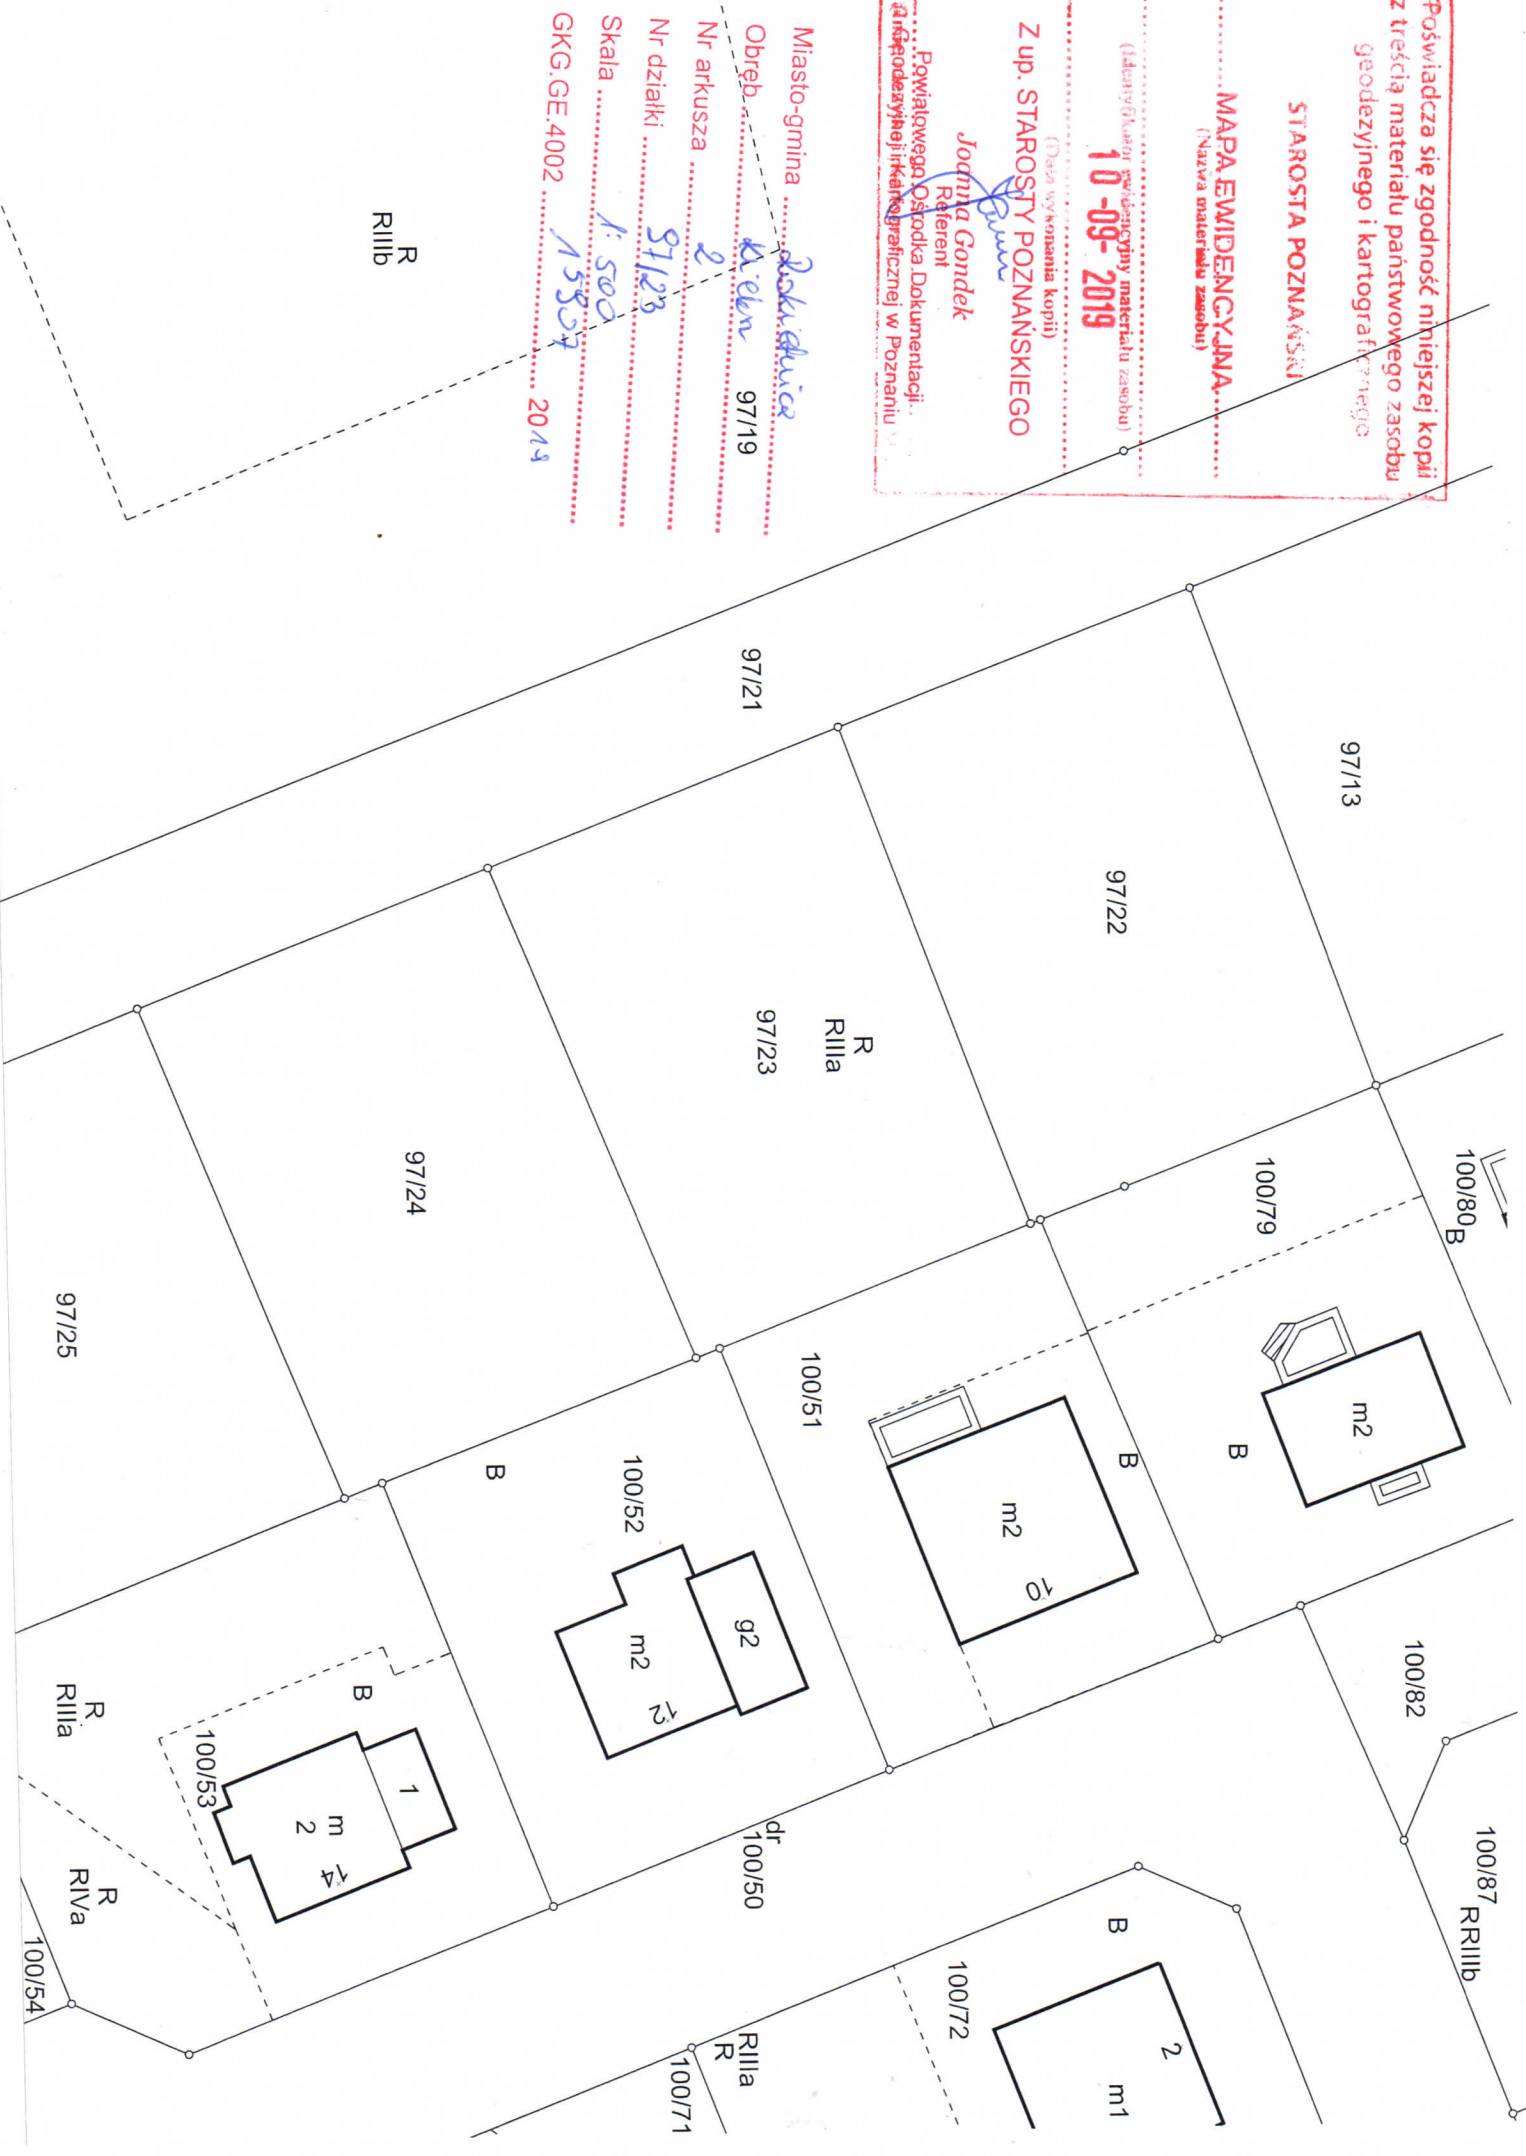 Poświadcza się zgodność niniejszej kopii
z treścią materiału państwowego zasobu
geodezyjnego i kartograficznego
STAROSTA POZNAŃSKI
MAPA EWIDENCYJNA
(Nazwa materiału zasobu)
(Identyfikator ewidencyjny materiału zasobu)
10 -09- 2019
(Data wykonania kopii)
Z up. STAROSTY POZNAŃSKIEGO
Joanna Gondek
Referent
Powiatowego Ośrodka Dokumentacji
Geodezyjnej i Kartograficznej w Poznaniu
Miasto-gmina Rokietnica
Obręb Kiekrz
Nr arkusza 2
Nr działki 97/23
Skala 1:500
GKG.GE.4002 15907 2019
97/19
R
RIIIb
97/21
97/13
97/22
R
RIIIa
97/23
97/24
97/25
100/80
B
100/79
m2
B
100/51
B
m2
10
100/52
B
g2
m2
12
100/82
100/87
RRIIIb
B
100/53
1
m
2
14
dr
100/50
R
RIIIa
R
RIVa
100/54
B
100/72
2
m1
RIIIa
R
100/71